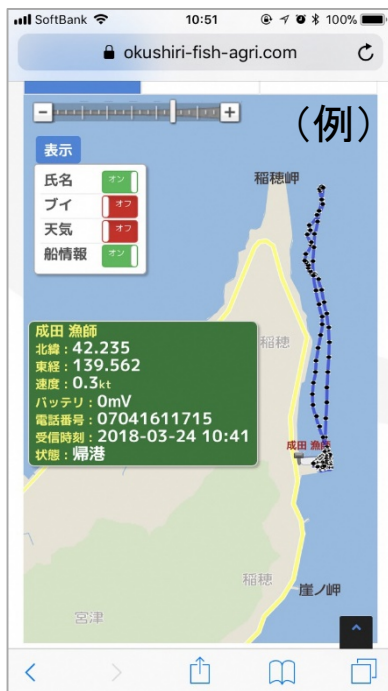 SoftBank 10:51 100%
okushiri-fish-agri.com
- +
（例）
表示
氏名 オン
ブイ オフ
天気 オフ
船情報 オン
稲穂岬
成田 漁師
北緯：42.235
東経：139.562
速度：0.3kt
バッテリ：0mV
電話番号：07041611715
受信時刻：2018-03-24 10:41
状態：帰港
稲穂
成田 漁師
稲穂
崖ノ岬
宮津